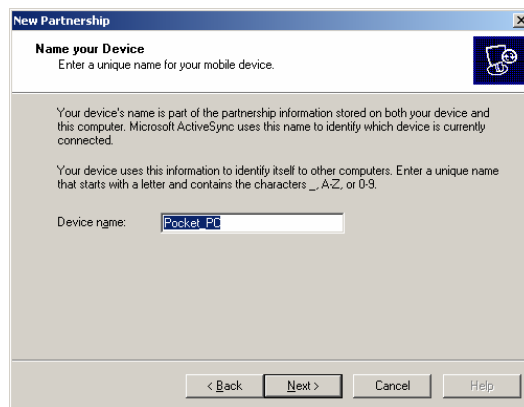 New Partnership
Name your Device
Enter a unique name for your mobile device.
Your device's name is part of the partnership information stored on both your device and
this computer. Microsoft ActiveSync uses this name to identify which device is currently
connected.
Your device uses this information to identify itself to other computers. Enter a unique name
that starts with a letter and contains the characters _, A-Z, or 0-9.
Device name: Pocket_PC
< Back Next > Cancel Help